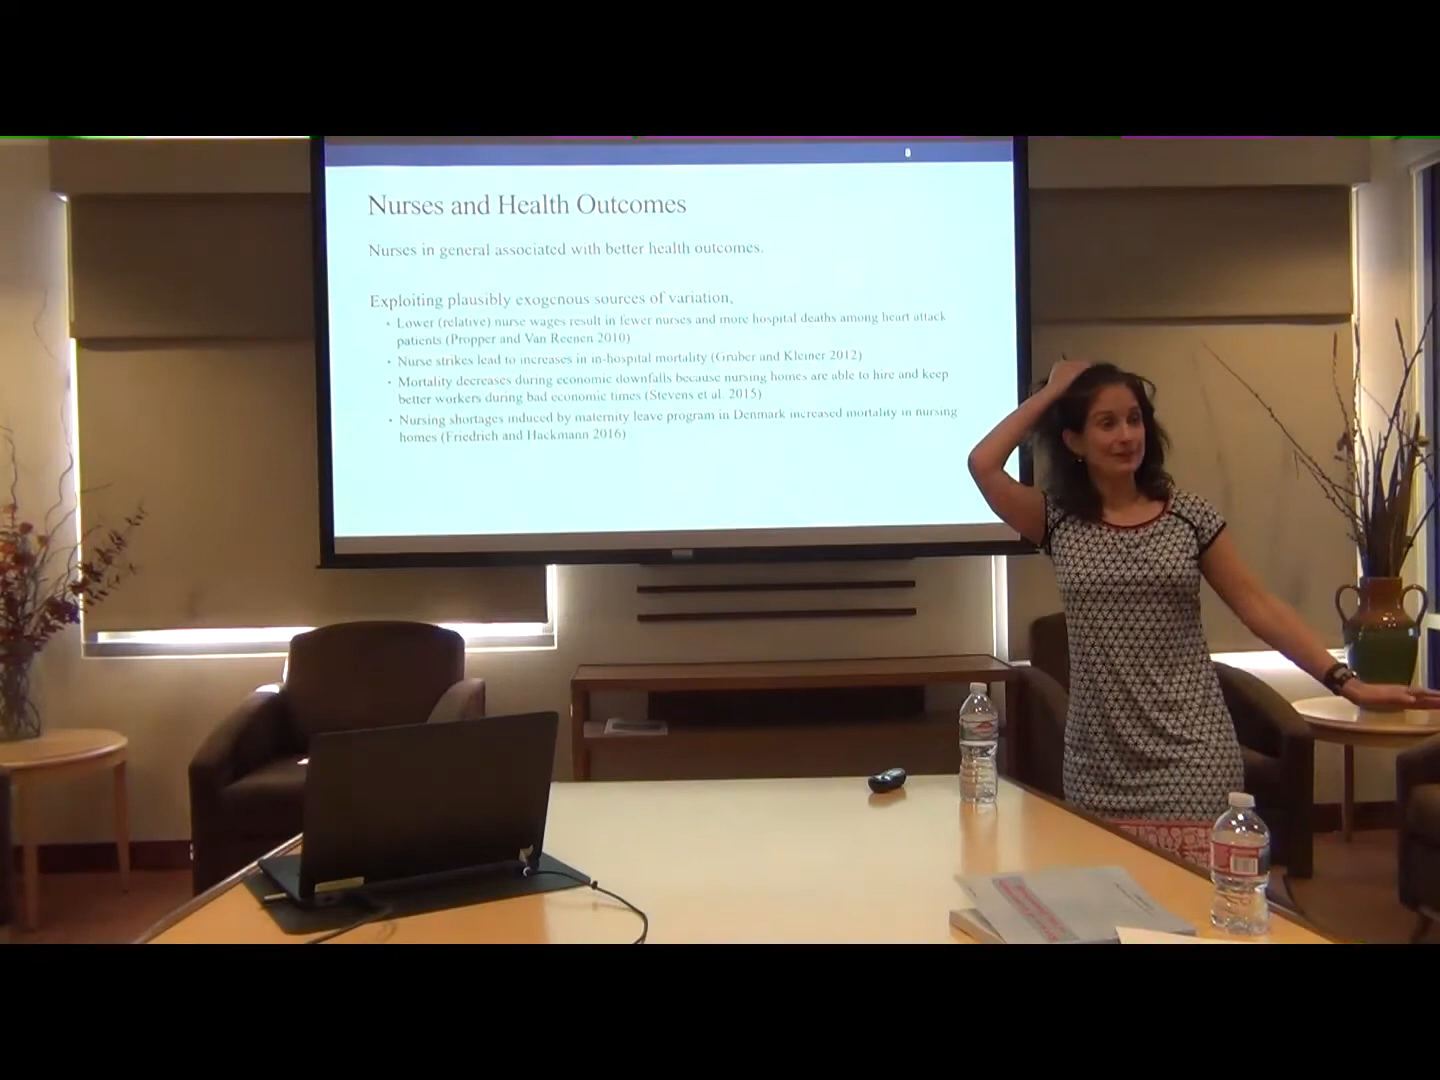 8
Nurses and Health Outcomes
Nurses in general associated with better health outcomes.
Exploiting plausibly exogenous sources of variation,
• Lower (relative) nurse wages result in fewer nurses and more hospital deaths among heart attack
patients (Propper and Van Reenen 2010)
• Nurse strikes lead to increases in in-hospital mortality (Gruber and Kleiner 2012)
• Mortality decreases during economic downfalls because nursing homes are able to hire and keep
better workers during bad economic times (Stevens et al. 2015)
• Nursing shortages induced by maternity leave program in Denmark increased mortality in nursing
homes (Friedrich and Hackmann 2016)